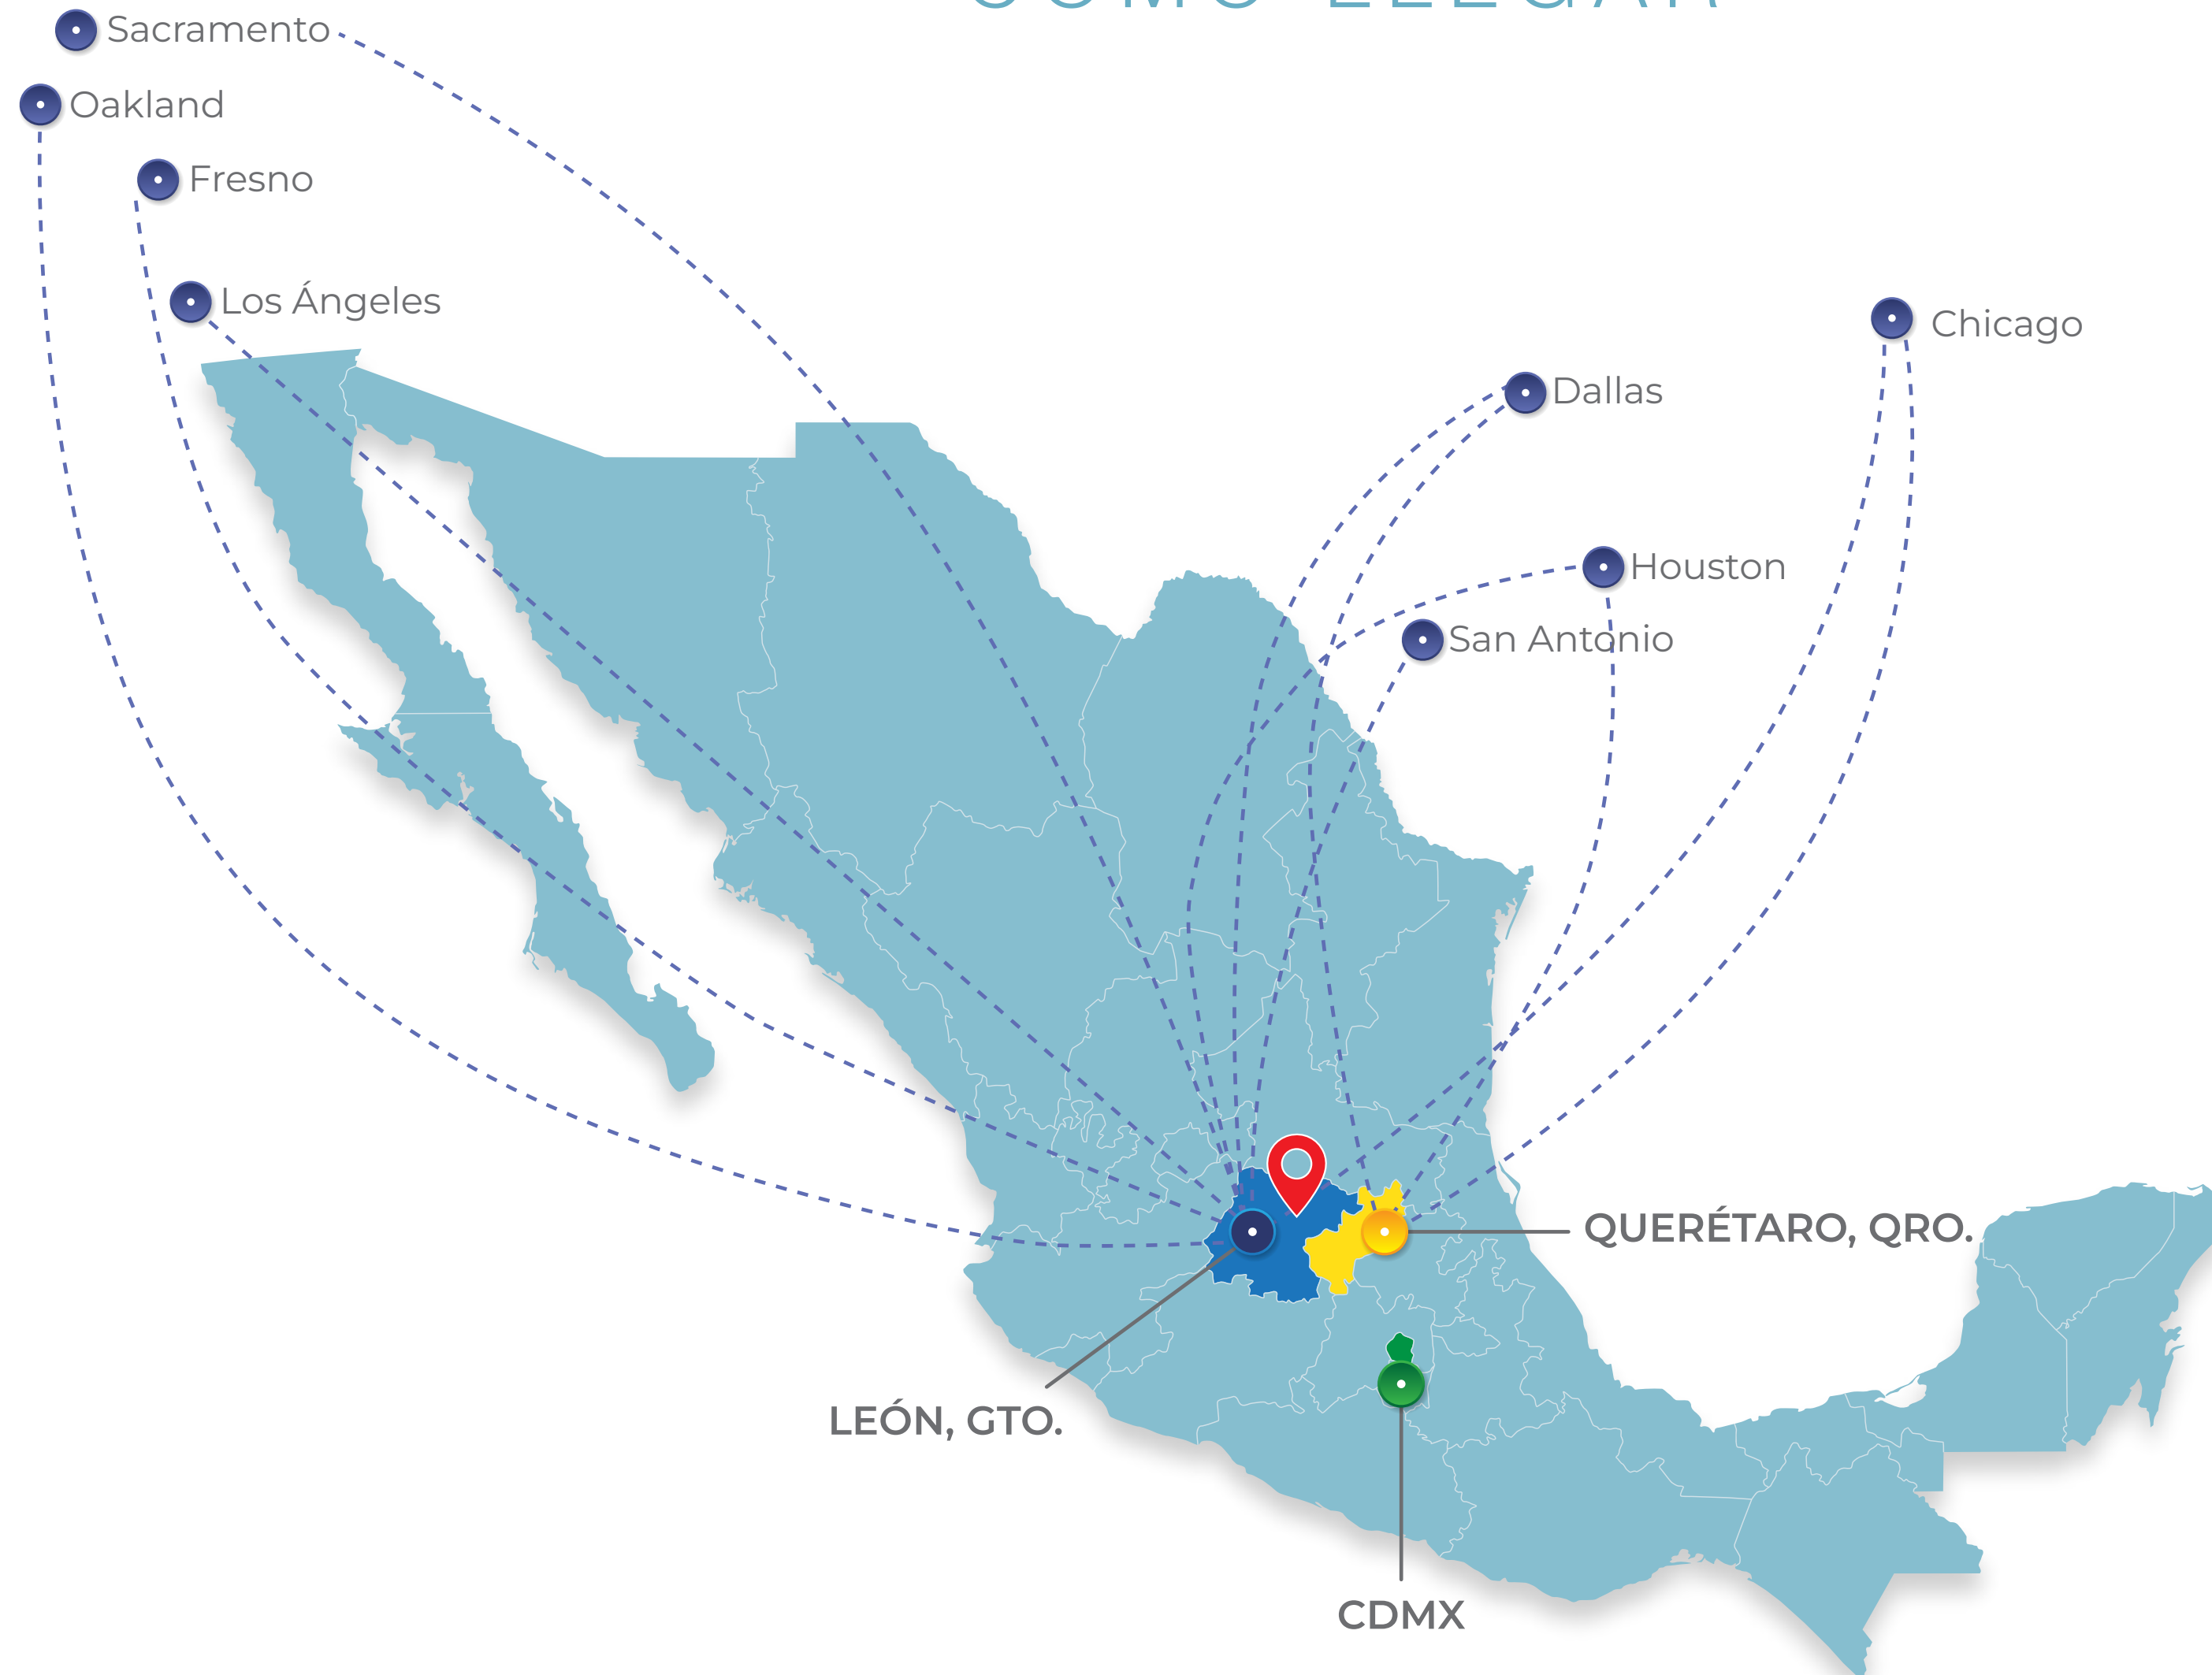 Sacramento
Oakland
Fresno
Los Ángeles
Chicago
Dallas
Houston
San Antonio
QUERÉTARO, QRO.
LEÓN, GTO.
CDMX